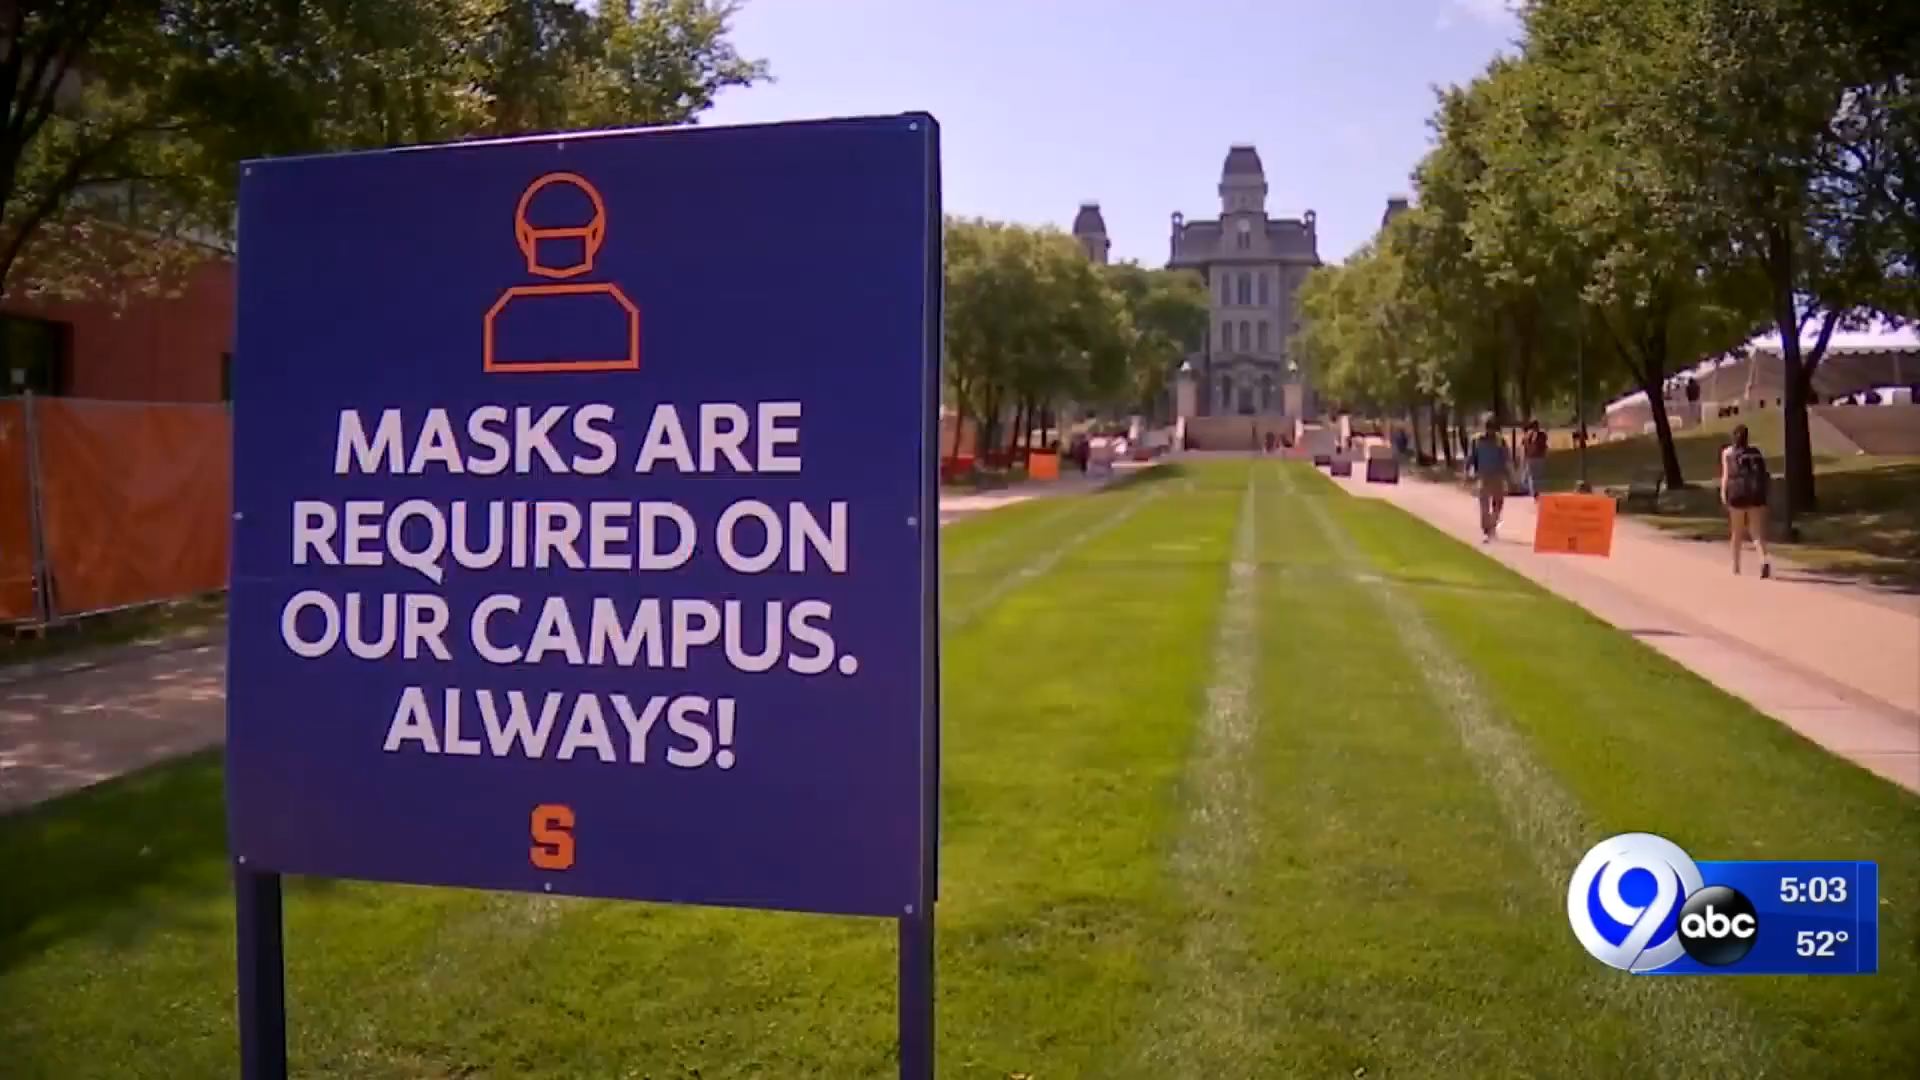 MASKS ARE
REQUIRED ON
OUR CAMPUS.
ALWAYS!
S
9
abc
5:03
52°